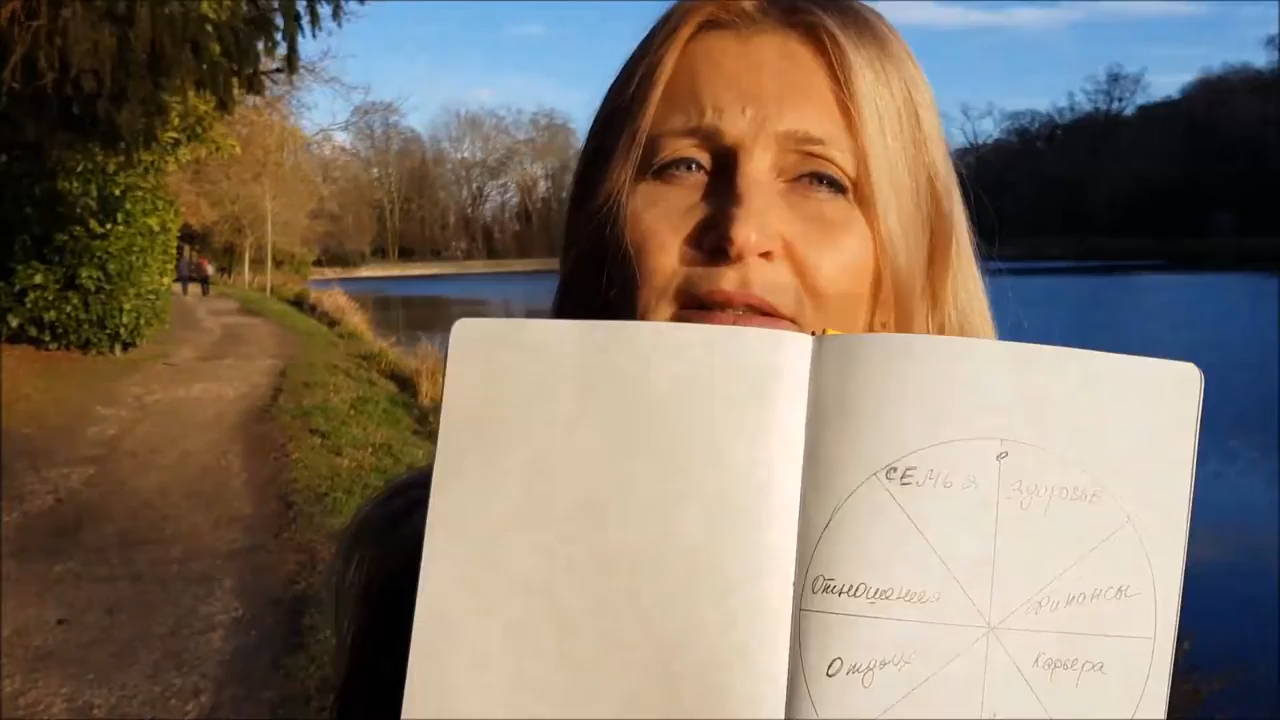 СЕМЬЯ
Здоровье
Отношения
Финансы
Отдых
Карьера